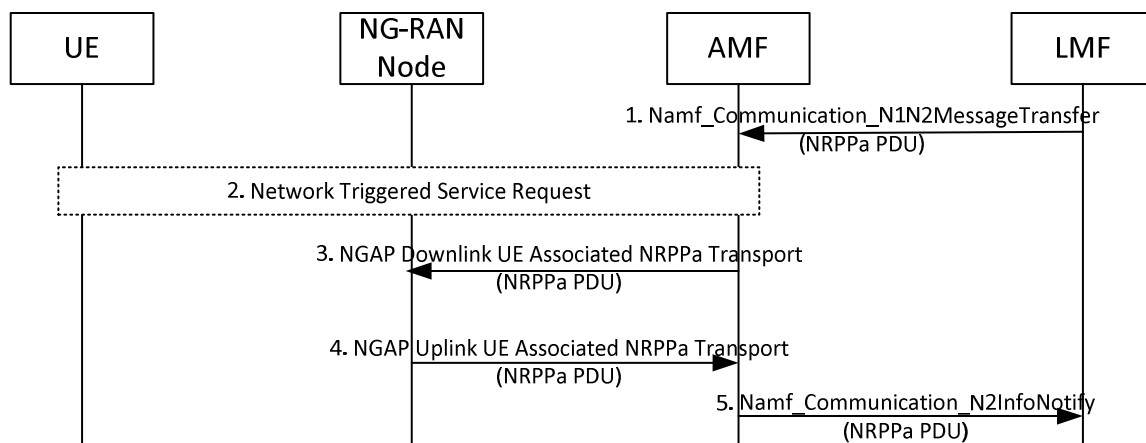 UE
NG-RAN
Node
AMF
LMF
1. Namf_Communication_N1N2MessageTransfer
(NRPPa PDU)
2. Network Triggered Service Request
3. NGAP Downlink UE Associated NRPPa Transport
(NRPPa PDU)
4. NGAP Uplink UE Associated NRPPa Transport
(NRPPa PDU)
5. Namf_Communication_N2InfoNotify
(NRPPa PDU)